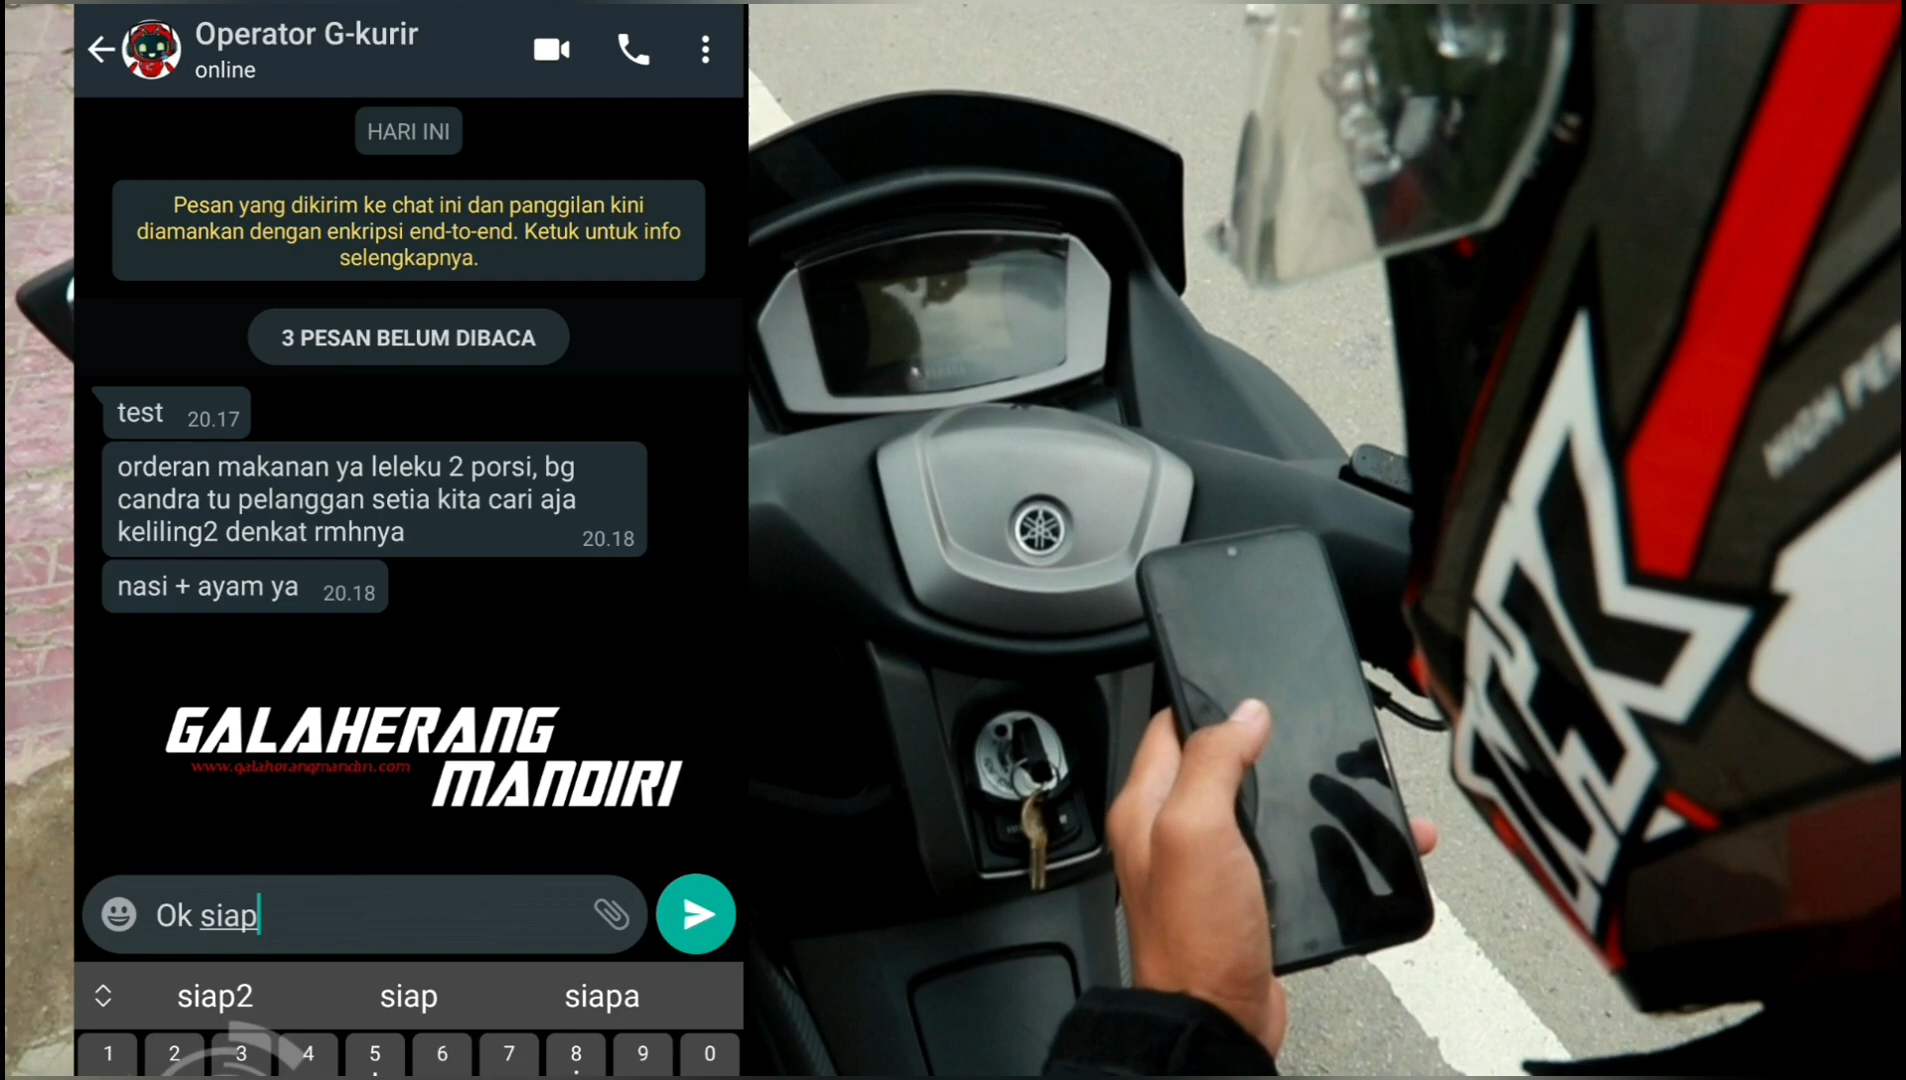 Operator G-kurir
online
HARI INI
Pesan yang dikirim ke chat ini dan panggilan kini
diamankan dengan enkripsi end-to-end. Ketuk untuk info
selengkapnya.
3 PESAN BELUM DIBACA
test 20.17
orderan makanan ya leleku 2 porsi, bg
candra tu pelanggan setia kita cari aja
keliling2 denkat rmhnya 20.18
nasi + ayam ya 20.18
GALAHERANG
www.galaherangmandiri.com
MANDIRI
Ok siap
siap2 siap siapa
1 2 3 4 5 6 7 8 9 0
YAMAHA
HIGH